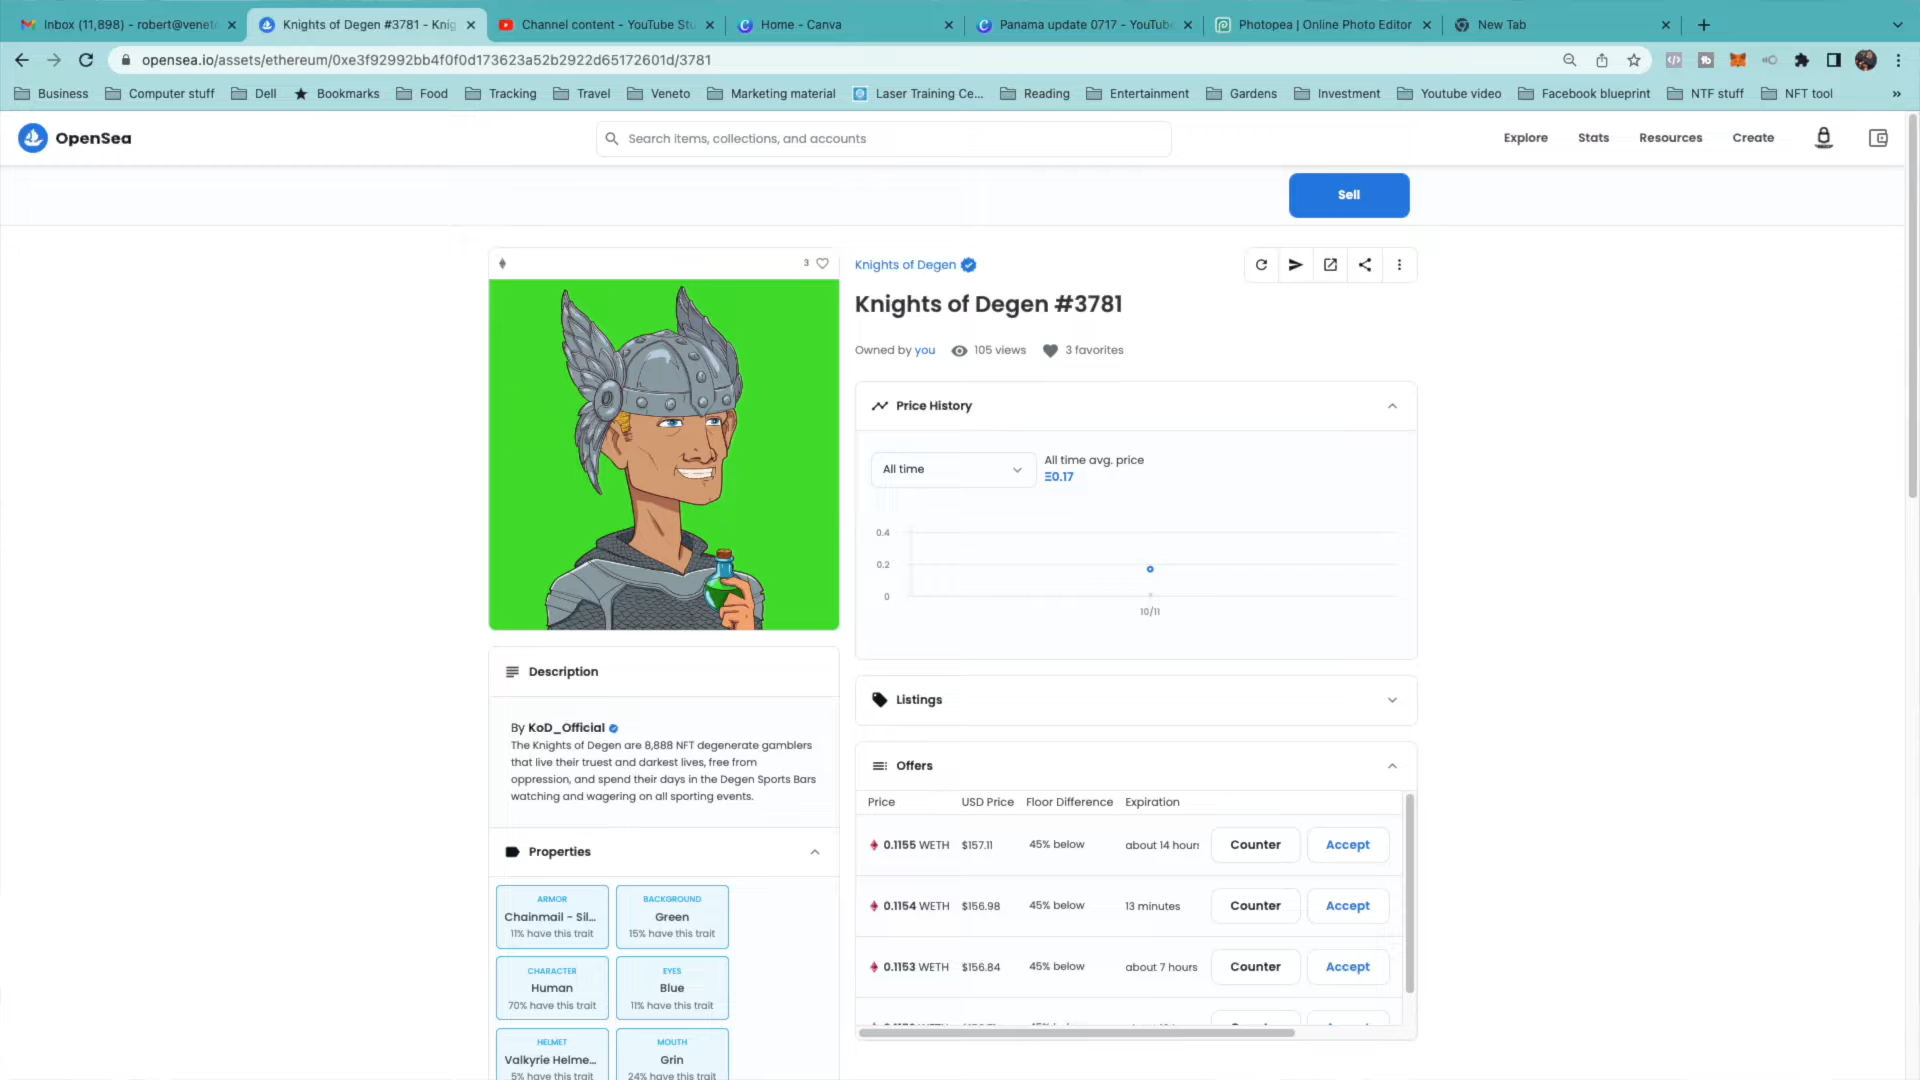 Inbox (11,898) - robert@venet
Knights of Degen #3781 - Knig
Channel content - YouTube Stu
Home - Canva
Panama update 0717 - YouTube
Photopea | Online Photo Editor
New Tab
opensea.io/assets/ethereum/0xe3f92992bb4f0f0d173623a52b2922d65172601d/3781
Business
Computer stuff
Dell
Bookmarks
Food
Tracking
Travel
Veneto
Marketing material
Laser Training Ce...
Reading
Entertainment
Gardens
Investment
Youtube video
Facebook blueprint
NTF stuff
NFT tool
»
OpenSea
Search items, collections, and accounts
Explore
Stats
Resources
Create
Sell
3
Knights of Degen
Knights of Degen #3781
Owned by you
105 views
3 favorites
Price History
All time
All time avg. price
Ξ0.17
0.4
0.2
0
10/11
Description
By KoD_Official
The Knights of Degen are 8,888 NFT degenerate gamblers
that live their truest and darkest lives, free from
oppression, and spend their days in the Degen Sports Bars
watching and wagering on all sporting events.
Properties
ARMOR
Chainmail - Sil...
11% have this trait
BACKGROUND
Green
15% have this trait
CHARACTER
Human
70% have this trait
EYES
Blue
11% have this trait
HELMET
Valkyrie Helme...
5% have this trait
MOUTH
Grin
24% have this trait
Listings
Offers
Price USD Price Floor Difference Expiration
0.1155 WETH $157.11 45% below about 14 hours Counter Accept
0.1154 WETH $156.98 45% below 13 minutes Counter Accept
0.1153 WETH $156.84 45% below about 7 hours Counter Accept